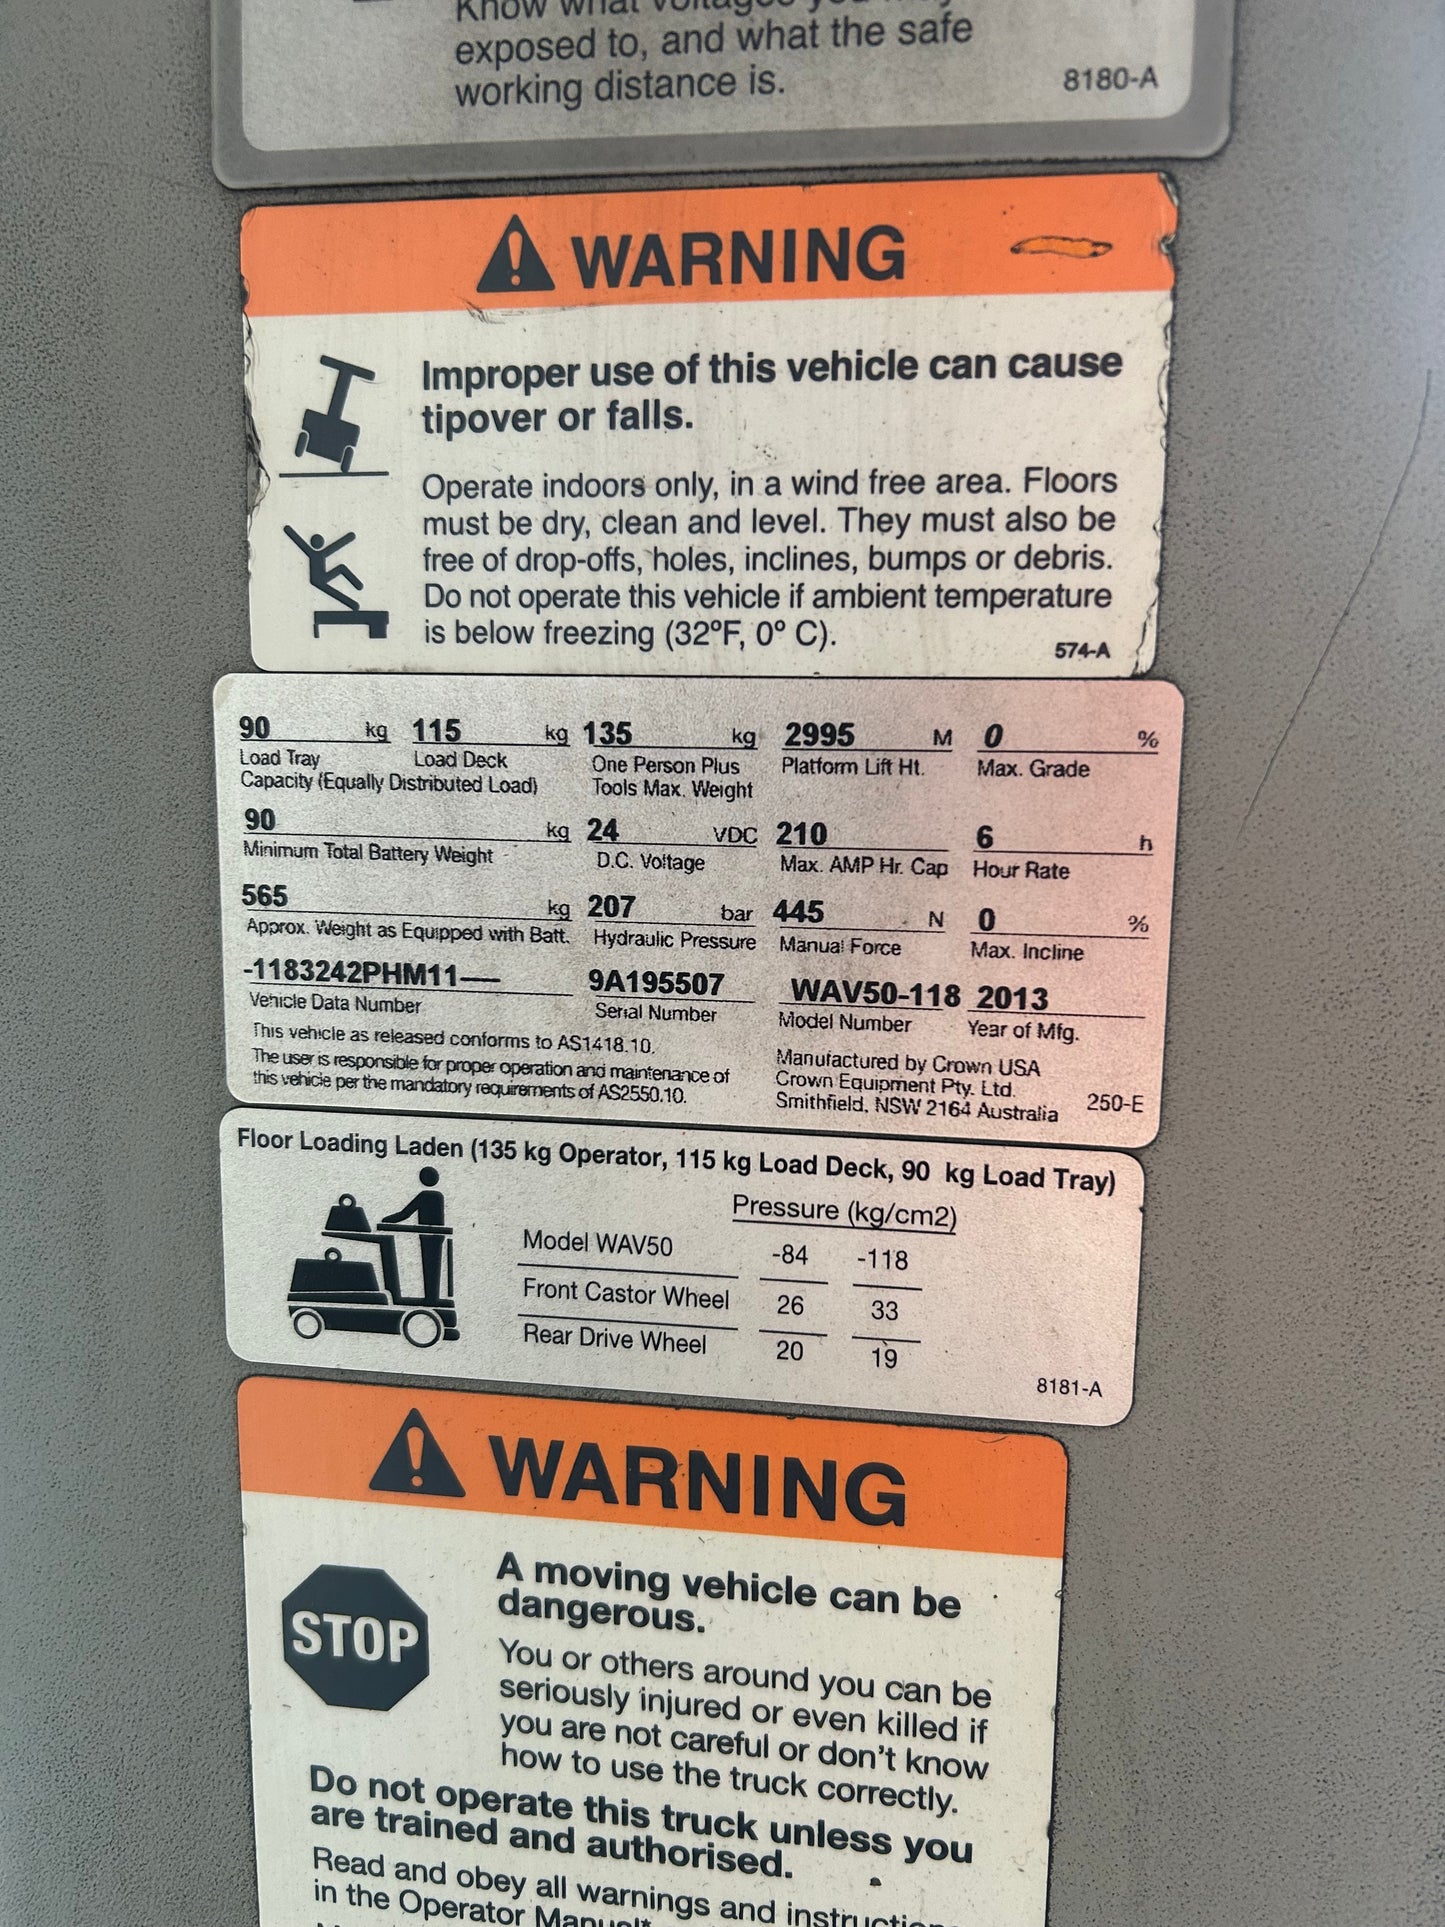 Know what voltages you may
exposed to, and what the safe
working distance is.
8180-A
WARNING
Improper use of this vehicle can cause
tipover or falls.
Operate indoors only, in a wind free area. Floors
must be dry, clean and level. They must also be
free of drop-offs, holes, inclines, bumps or debris.
Do not operate this vehicle if ambient temperature
is below freezing (32ºF, 0º C).
574-A
90 kg 115 kg 135 kg 2995 M 0 %
Load Tray Load Deck One Person Plus Platform Lift Ht. Max. Grade
Capacity (Equally Distributed Load) Tools Max. Weight
90 kg 24 VDC 210 6 h
Minimum Total Battery Weight D.C. Voltage Max. AMP Hr. Cap Hour Rate
565 kg 207 bar 445 N 0 %
Approx. Weight as Equipped with Batt. Hydraulic Pressure Manual Force Max. Incline
-1183242PHM11— 9A195507 WAV50-118 2013
Vehicle Data Number Serial Number Model Number Year of Mfg.
This vehicle as released conforms to AS1418.10.
The user is responsible for proper operation and maintenance of
this vehicle per the mandatory requirements of AS2550.10.
Manufactured by Crown USA
Crown Equipment Pty. Ltd.
Smithfield, NSW 2164 Australia
250-E
Floor Loading Laden (135 kg Operator, 115 kg Load Deck, 90 kg Load Tray)
Pressure (kg/cm2)
Model WAV50 -84 -118
Front Castor Wheel 26 33
Rear Drive Wheel 20 19
8181-A
WARNING
STOP
A moving vehicle can be
dangerous.
You or others around you can be
seriously injured or even killed if
you are not careful or don't know
how to use the truck correctly.
Do not operate this truck unless you
are trained and authorised.
Read and obey all warnings and
in the Operator Manual*